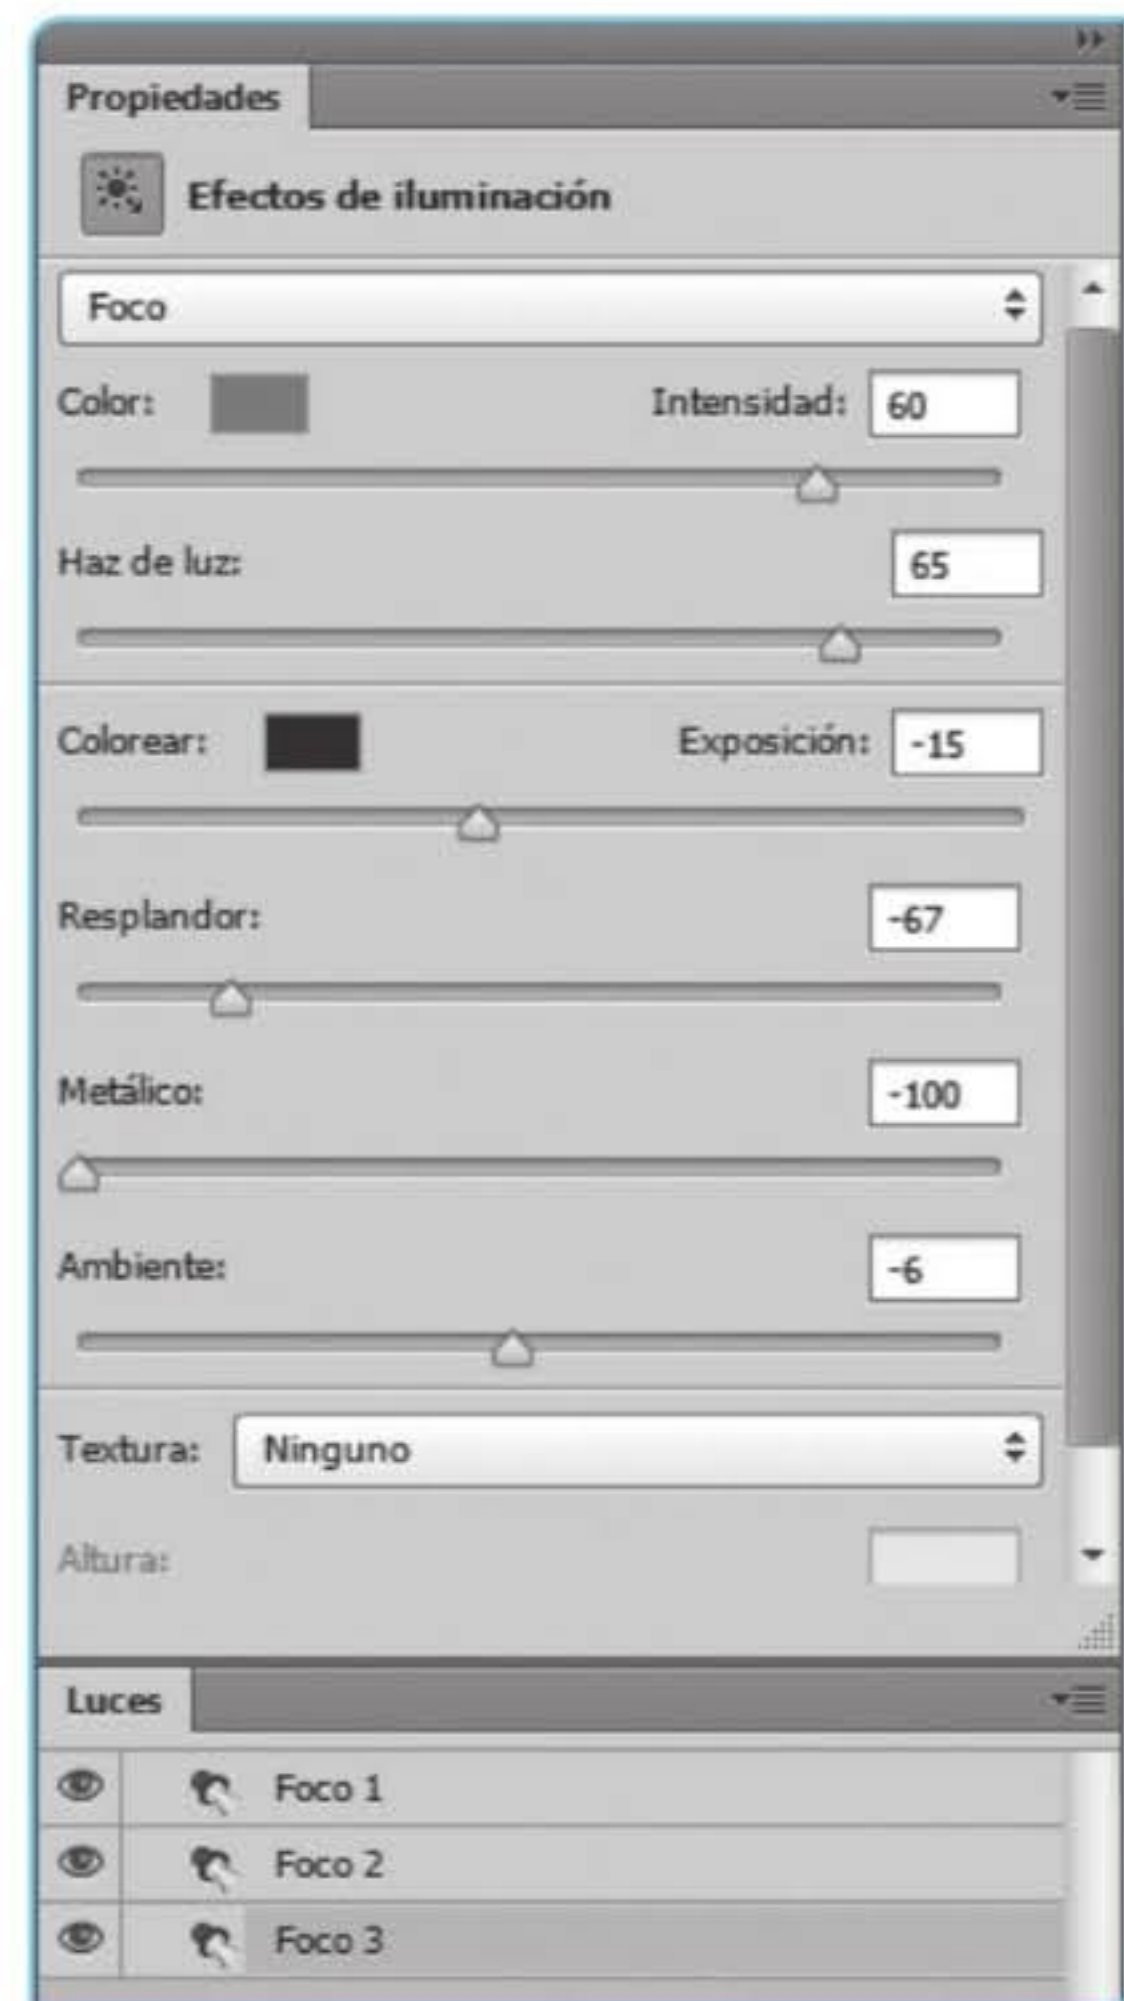 Propiedades
Efectos de iluminación
Foco
Color: Intensidad: 60
Haz de luz: 65
Colorear: Exposición: -15
Resplandor: -67
Metálico: -100
Ambiente: -6
Textura: Ninguno
Altura:
Luces
Foco 1
Foco 2
Foco 3